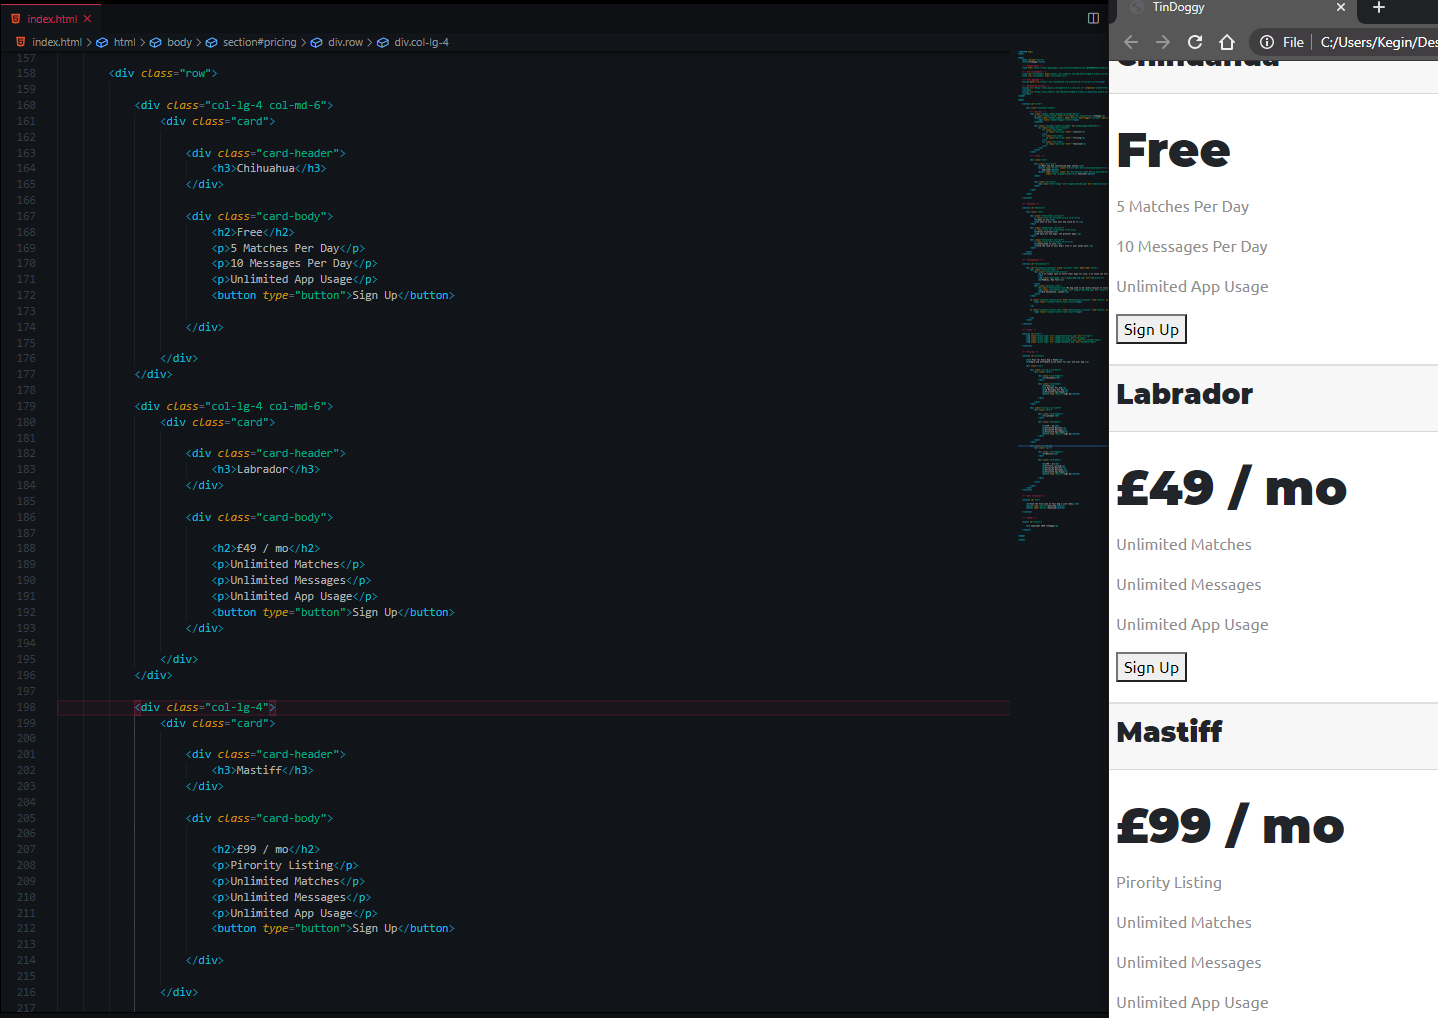 index.html
index.html > html > body > section#pricing > div.row > div.col-lg-4
157
158 <div class="row">
159
160 <div class="col-lg-4 col-md-6">
161 <div class="card">
162
163 <div class="card-header">
164 <h3>Chihuahua</h3>
165 </div>
166
167 <div class="card-body">
168 <h2>Free</h2>
169 <p>5 Matches Per Day</p>
170 <p>10 Messages Per Day</p>
171 <p>Unlimited App Usage</p>
172 <button type="button">Sign Up</button>
173
174 </div>
175
176 </div>
177 </div>
178
179 <div class="col-lg-4 col-md-6">
180 <div class="card">
181
182 <div class="card-header">
183 <h3>Labrador</h3>
184 </div>
185
186 <div class="card-body">
187
188 <h2>£49 / mo</h2>
189 <p>Unlimited Matches</p>
190 <p>Unlimited Messages</p>
191 <p>Unlimited App Usage</p>
192 <button type="button">Sign Up</button>
193 </div>
194
195 </div>
196 </div>
197
198 <div class="col-lg-4">
199 <div class="card">
200
201 <div class="card-header">
202 <h3>Mastiff</h3>
203 </div>
204
205 <div class="card-body">
206
207 <h2>£99 / mo</h2>
208 <p>Pirority Listing</p>
209 <p>Unlimited Matches</p>
210 <p>Unlimited Messages</p>
211 <p>Unlimited App Usage</p>
212 <button type="button">Sign Up</button>
213
214 </div>
215
216 </div>
217
TinDoggy
File C:/Users/Kegin/Des
Chihuahua
Free
5 Matches Per Day
10 Messages Per Day
Unlimited App Usage
Sign Up
Labrador
£49 / mo
Unlimited Matches
Unlimited Messages
Unlimited App Usage
Sign Up
Mastiff
£99 / mo
Pirority Listing
Unlimited Matches
Unlimited Messages
Unlimited App Usage